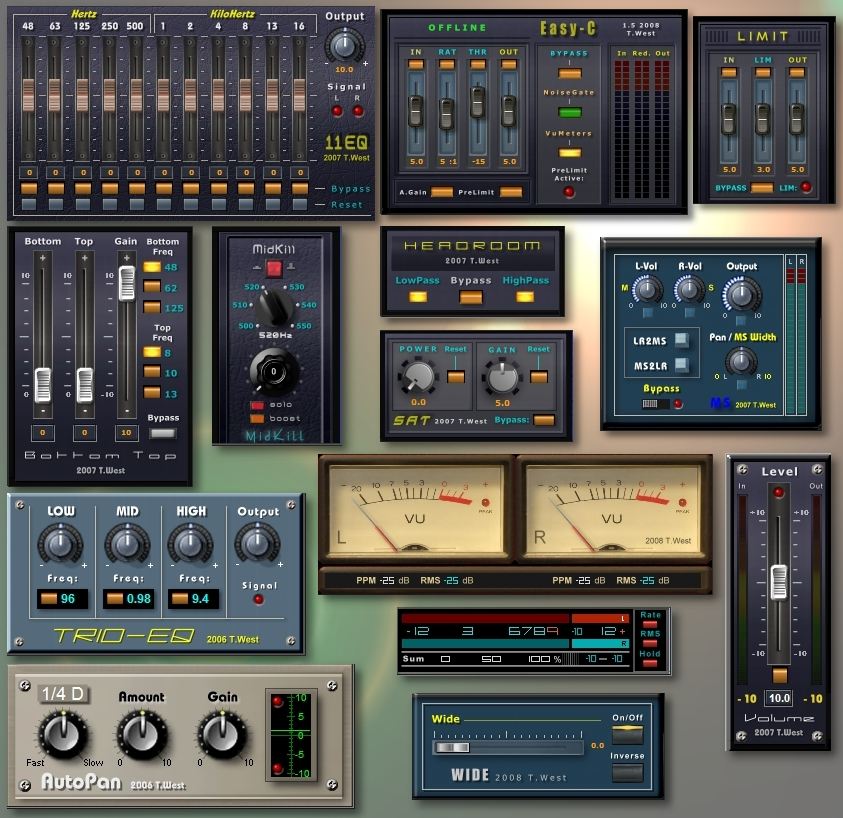 Hertz KiloHertz
48 63 125 250 500 1 2 4 8 13 16
0 0 0 0 0 0 0 0 0 0 0
Bypass
Reset
Output
- +
10.0
Signal
L R
11EQ
2007 T.West
OFFLINE
Easy-C
1.5 2008
T.West
IN RAT THR OUT
5.0 5 :1 -15 5.0
A.Gain PreLimit
BYPASS
NoiseGate
VuMeters
PreLimit
Active:
In Red. Out
LIMIT
IN LIM OUT
5.0 3.0 5.0
BYPASS LIM:
Bottom Top Gain
+ + +
10 10
-10 -10
- - -
0 0 10
Bottom
Freq
48
62
125
Top
Freq
8
10
13
Bypass
Bottom Top
2007 T.West
MidKill
520 530
510 540
500 550
520Hz
0
solo
boost
MidKill
HEADROOM
2007 T.West
LowPass Bypass HighPass
POWER Reset GAIN Reset
0.0 5.0
SAT 2007 T.West Bypass:
L-Vol R-Vol Output
M S
LR2MS
MS2LR
Pan / MS Width
L 0 R 10
Bypass
MS 2007 T.West
L R
LOW MID HIGH Output
- + - + - + - +
Freq: Freq: Freq:
96 0.98 9.4
Signal
TRIO-EQ 2006 T.West
- 20 10 7 5 3 0 3 +
PEAK
VU
L
- 20 10 7 5 3 0 3 +
PEAK
VU
R
2008 T.West
PPM -25 dB RMS -25 dB PPM -25 dB RMS -25 dB
L
-12 3 6789 -10 12 +
R
Sum 0 50 100 % -10 — -10
Rate
RMS
Hold
Level
In Out
+10 +10
-10 -10
- 10 10.0 - 10
Volume
2007 T.West
1/4 D Amount Gain
Fast Slow 0 10 0 10
10
5
0
-5
-10
AutoPan 2006 T.West
Wide
0.0
On/Off
Inverse
WIDE 2008 T.West